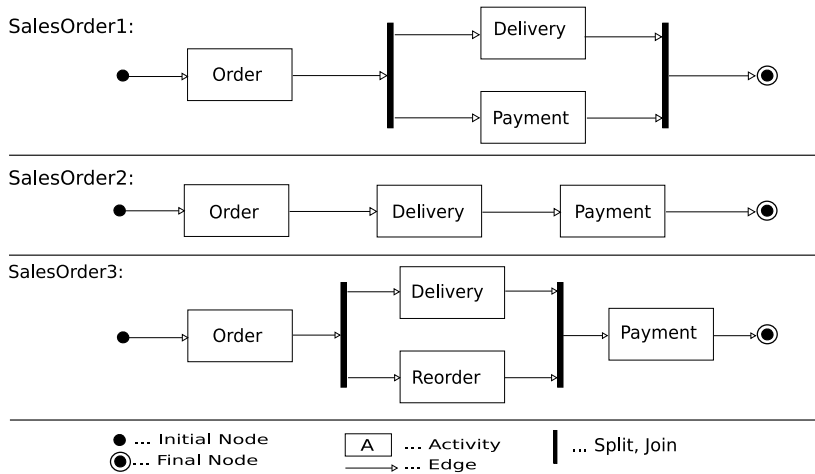 SalesOrder1:
Delivery
Order
Payment
SalesOrder2:
Order Delivery Payment
SalesOrder3:
Delivery
Order Payment
Reorder
... Initial Node A ... Activity ... Split, Join
... Final Node ... Edge